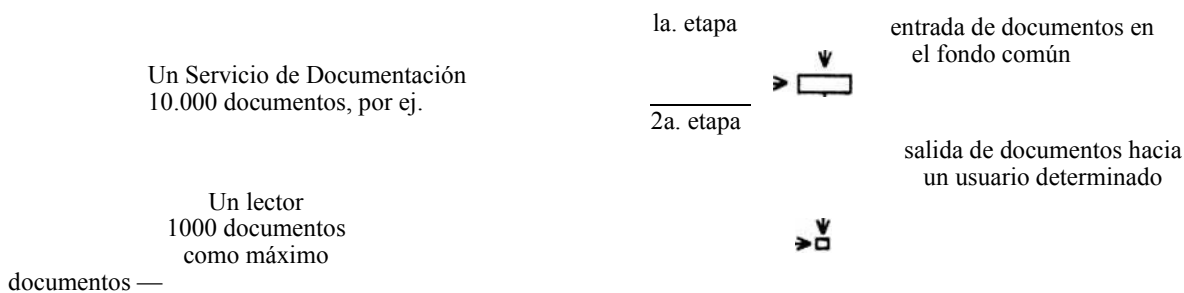 la. etapa
entrada de documentos en
el fondo común
Un Servicio de Documentación
10.000 documentos, por ej.
2a. etapa
salida de documentos hacia
un usuario determinado
Un lector
1000 documentos
como máximo
documentos —